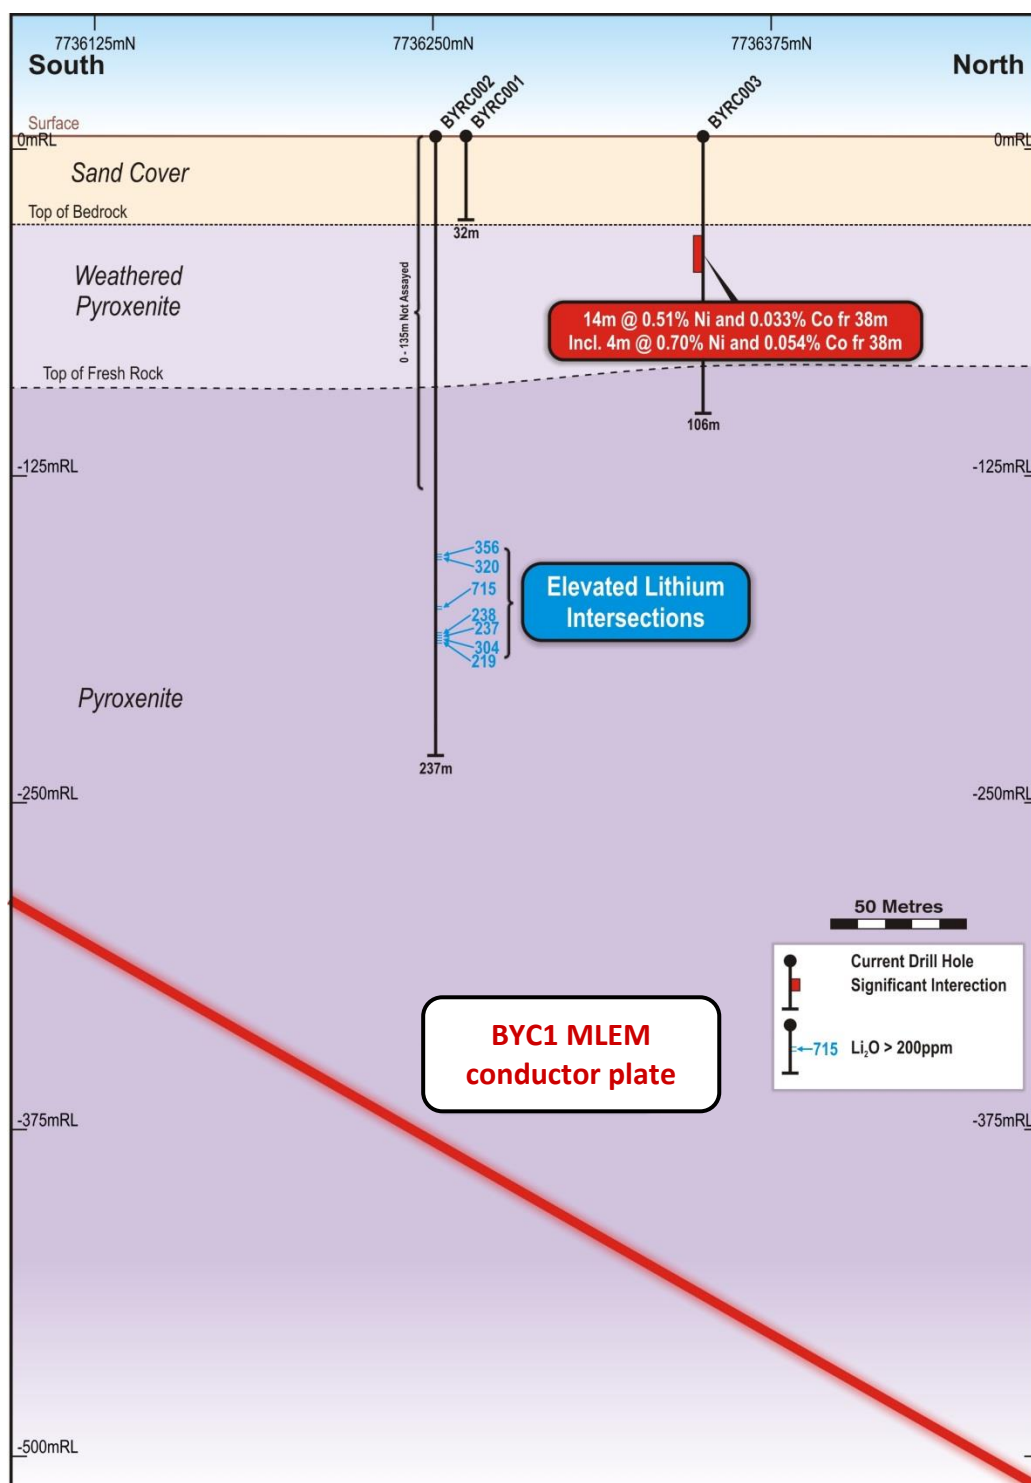 7736125mN
7736250mN
7736375mN
South
North
BYRC002
BYRC001
BYRC003
Surface
0mRL
0mRL
Sand Cover
Top of Bedrock
32m
Weathered
Pyroxenite
0 - 135m Not Assayed
14m @ 0.51% Ni and 0.033% Co fr 38m
Incl. 4m @ 0.70% Ni and 0.054% Co fr 38m
Top of Fresh Rock
106m
-125mRL
-125mRL
356
320
715
238
237
304
219
Elevated Lithium
Intersections
Pyroxenite
237m
-250mRL
-250mRL
50 Metres
Current Drill Hole
Significant Interection
715
Li₂O > 200ppm
BYC1 MLEM
conductor plate
-375mRL
-375mRL
-500mRL